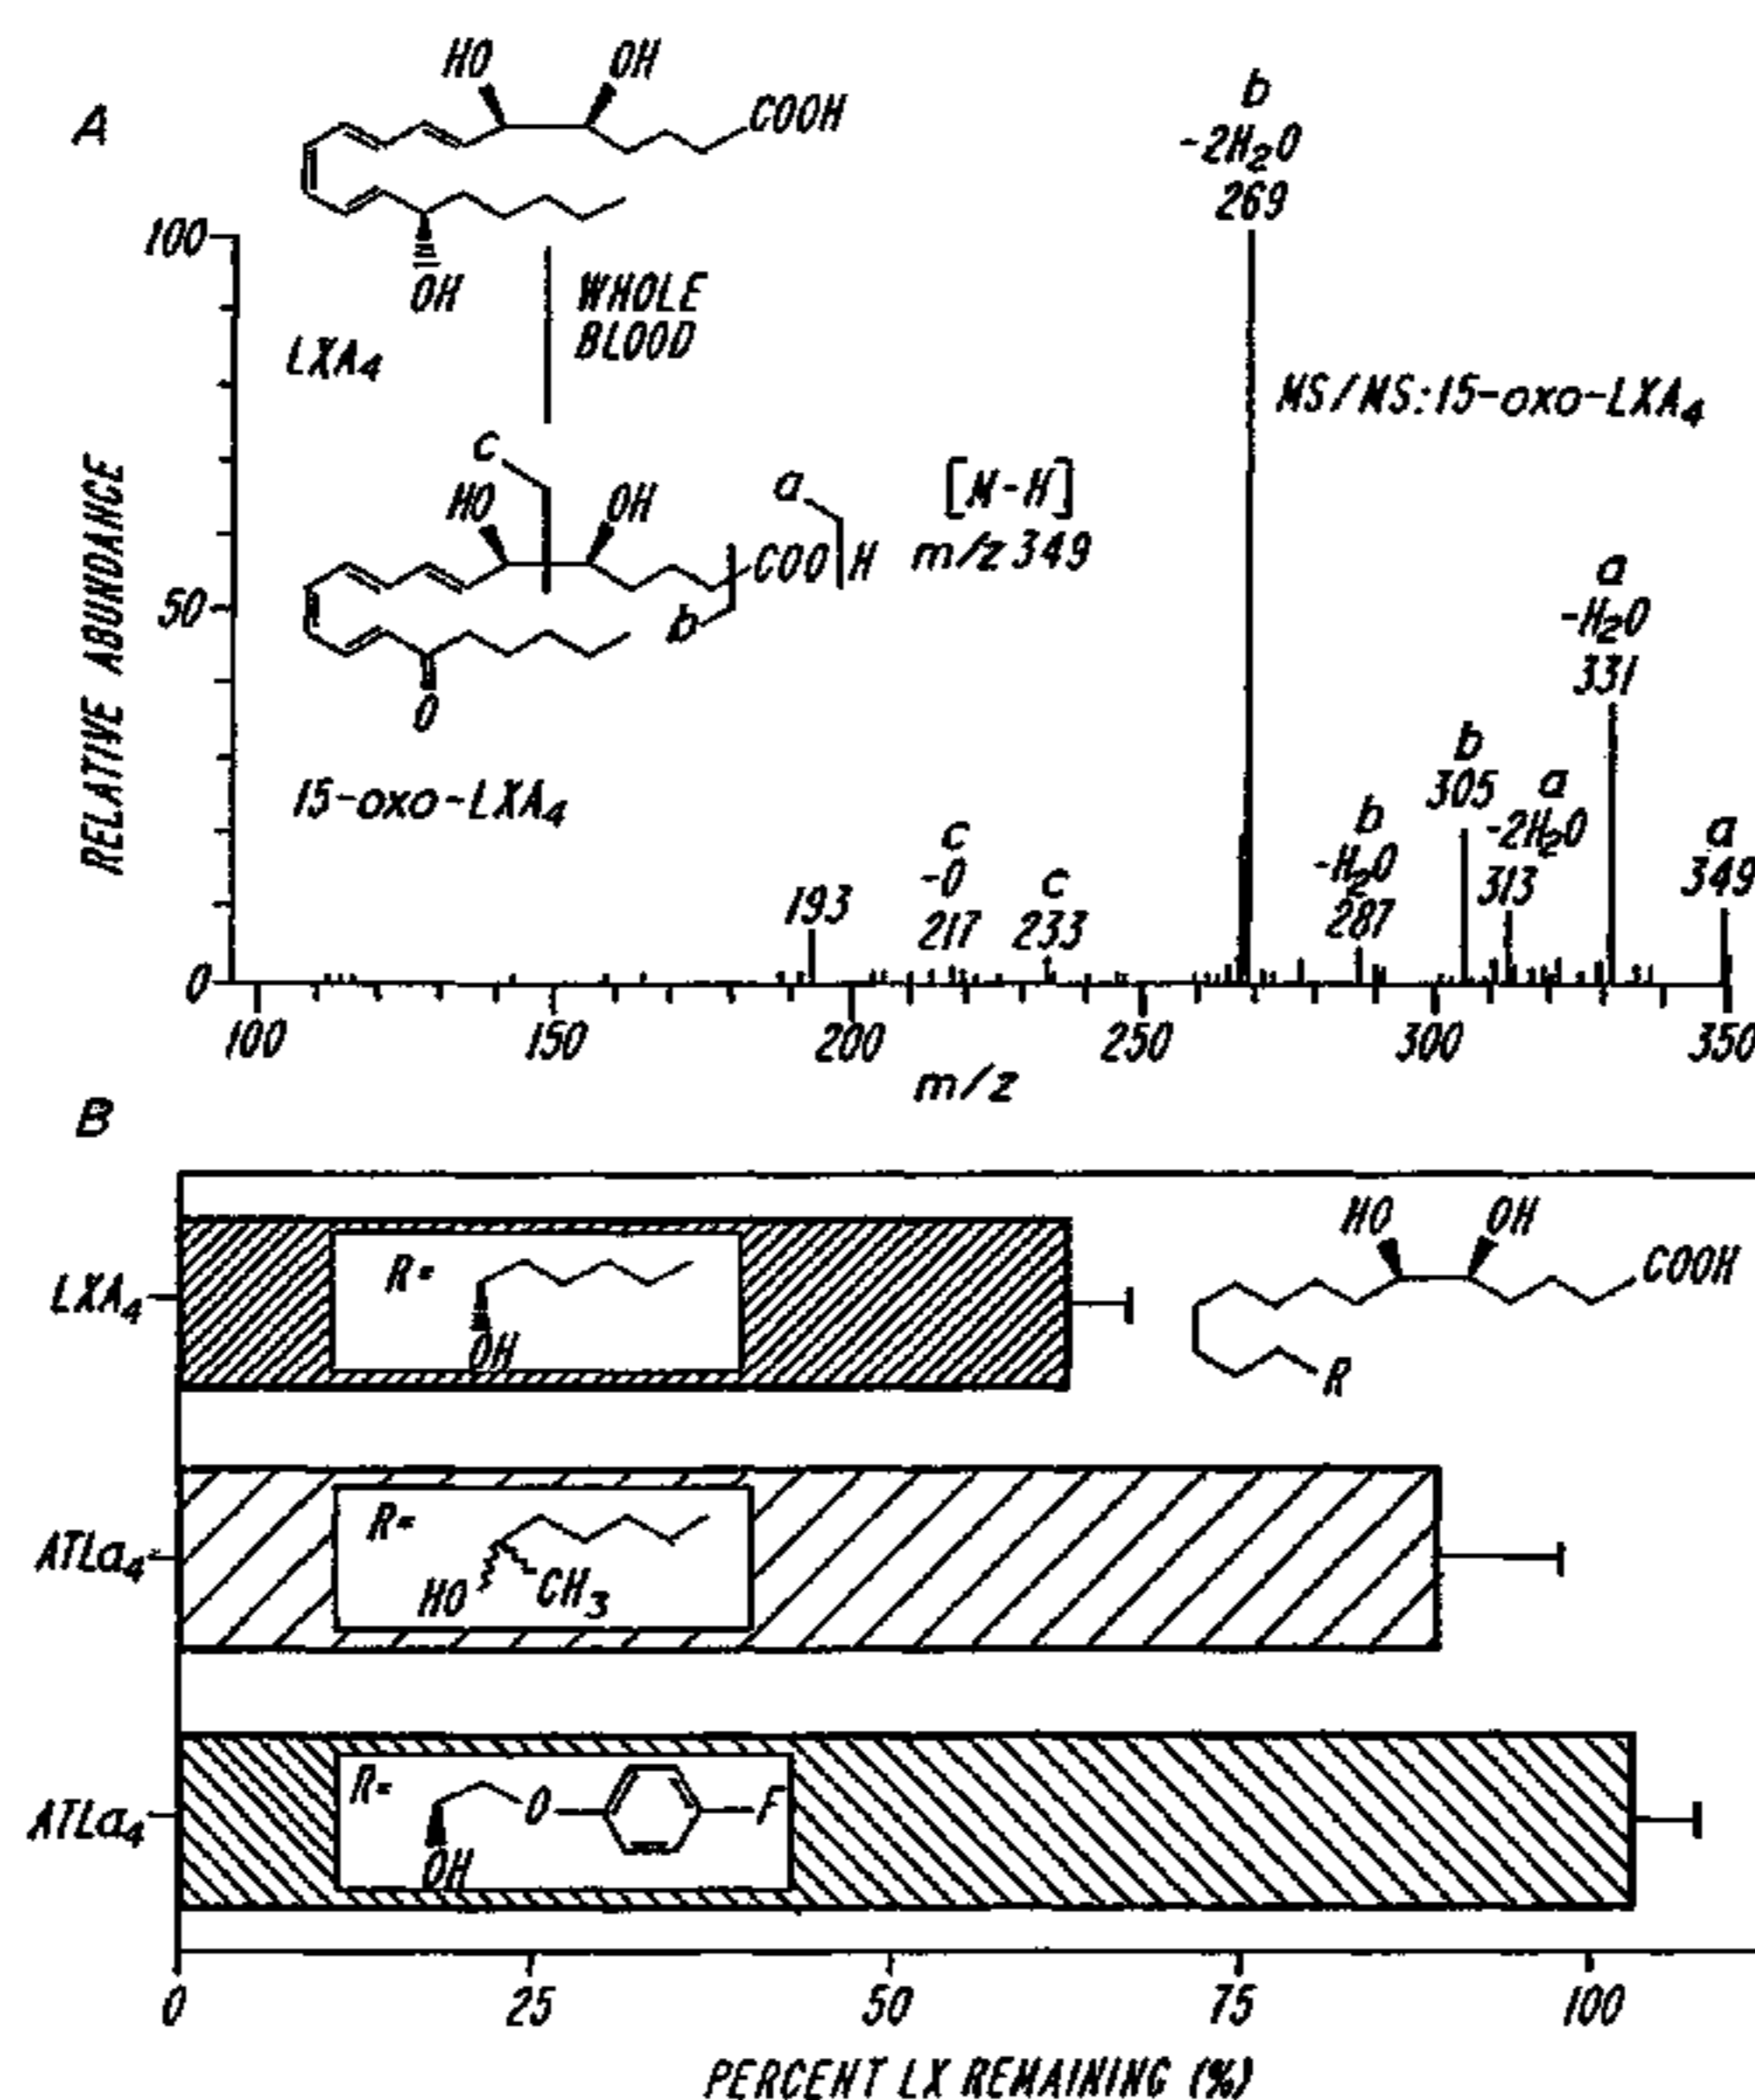 A
HO OH
COOH
OH
LXA4
WHOLE
BLOOD
b
-2H2O
269
MS/MS:15-oxo-LXA4
c
HO OH
a
COO H
b
[M-H]
m/z 349
O
15-oxo-LXA4
a
-H2O
331
b
305
a
-2H2O
313
a
349
b
-H2O
287
c
-O
217
c
233
193
RELATIVE ABUNDANCE
100
50
0
100 150 200 250 300 350
m/z
B
LXA4
R=
OH
HO OH
COOH
R
ATLa4
R=
HO CH3
ATLa4
R=
O F
OH
0 25 50 75 100
PERCENT LX REMAINING (%)